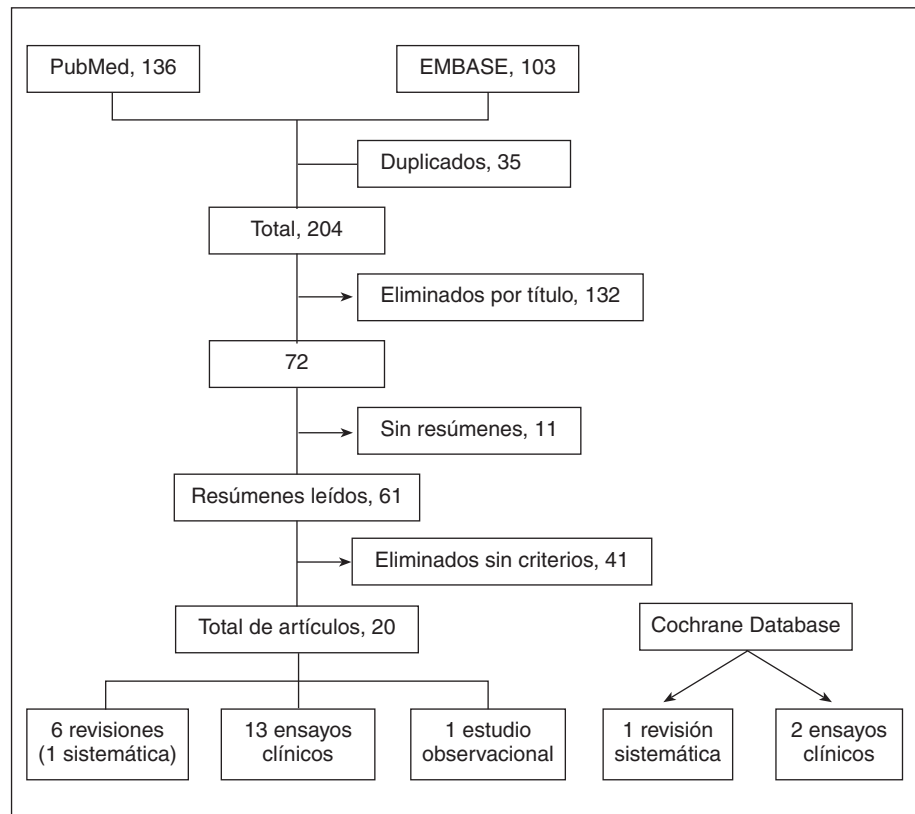 PubMed, 136
EMBASE, 103
Duplicados, 35
Total, 204
Eliminados por título, 132
72
Sin resúmenes, 11
Resúmenes leídos, 61
Eliminados sin criterios, 41
Total de artículos, 20
Cochrane Database
6 revisiones
(1 sistemática)
13 ensayos
clínicos
1 estudio
observacional
1 revisión
sistemática
2 ensayos
clínicos